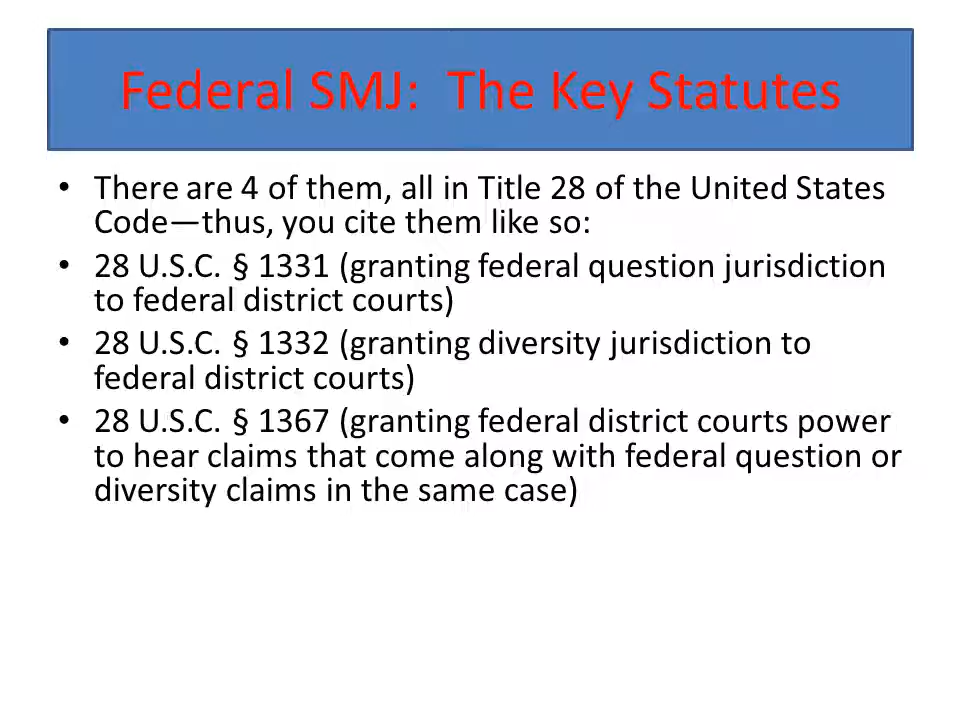 Federal SMJ:  The Key Statutes
• There are 4 of them, all in Title 28 of the United States
Code—thus, you cite them like so:
• 28 U.S.C. § 1331 (granting federal question jurisdiction
to federal district courts)
• 28 U.S.C. § 1332 (granting diversity jurisdiction to
federal district courts)
• 28 U.S.C. § 1367 (granting federal district courts power
to hear claims that come along with federal question or
diversity claims in the same case)